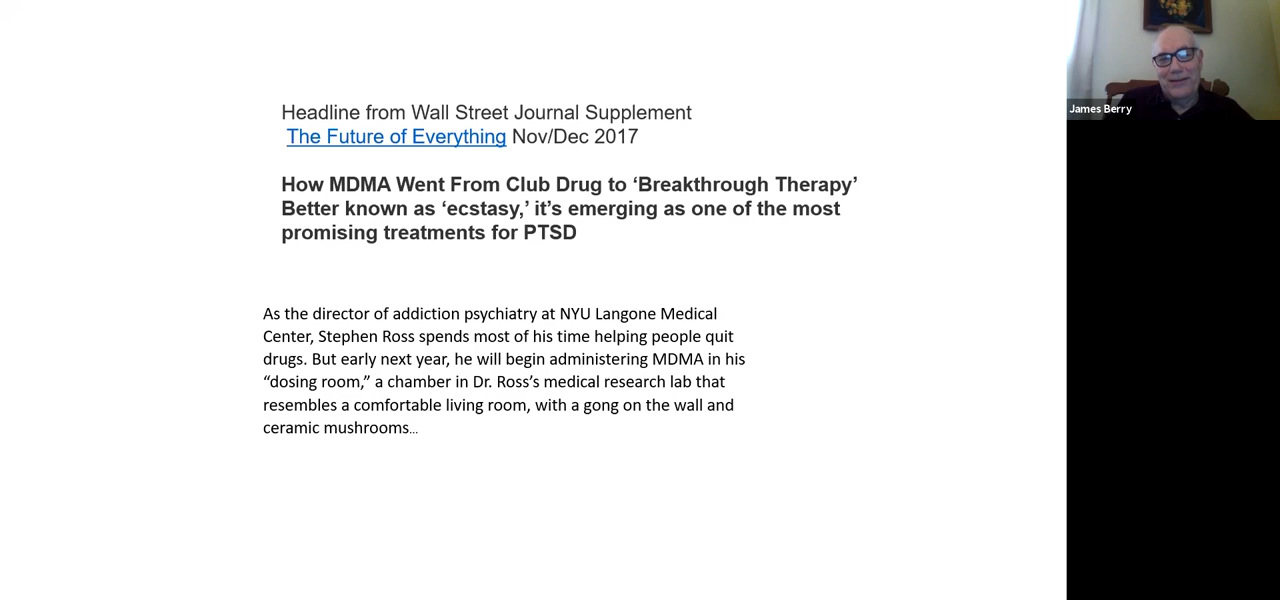 Headline from Wall Street Journal Supplement
The Future of Everything Nov/Dec 2017
How MDMA Went From Club Drug to ‘Breakthrough Therapy’
Better known as ‘ecstasy,’ it’s emerging as one of the most
promising treatments for PTSD
As the director of addiction psychiatry at NYU Langone Medical
Center, Stephen Ross spends most of his time helping people quit
drugs. But early next year, he will begin administering MDMA in his
“dosing room,” a chamber in Dr. Ross’s medical research lab that
resembles a comfortable living room, with a gong on the wall and
ceramic mushrooms…
James Berry